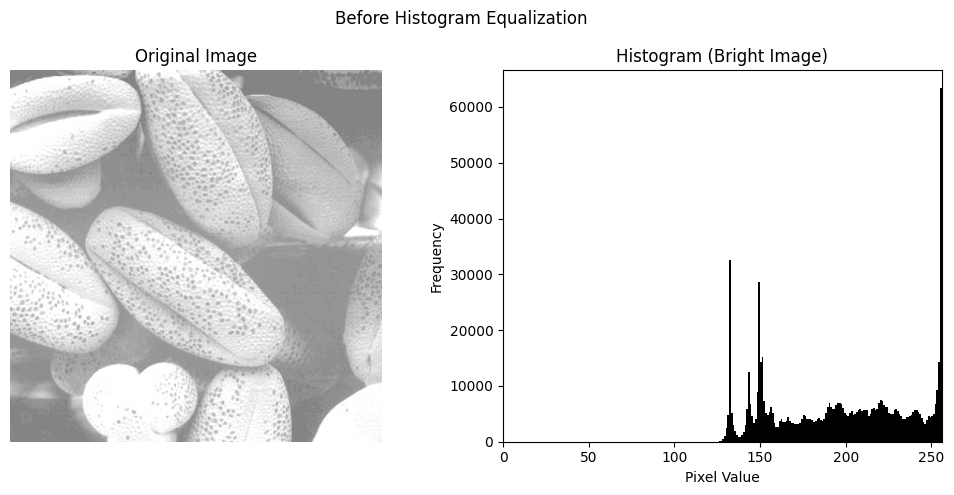 Before Histogram Equalization
Original Image
Histogram (Bright Image)
Frequency
60000
50000
40000
30000
20000
10000
0
0 50 100 150 200 250
Pixel Value